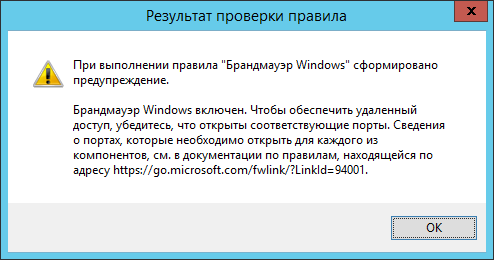 Результат проверки правила
x
При выполнении правила "Брандмауэр Windows" сформировано
предупреждение.
Брандмауэр Windows включен. Чтобы обеспечить удаленный
доступ, убедитесь, что открыты соответствующие порты. Сведения
о портах, которые необходимо открыть для каждого из
компонентов, см. в документации по правилам, находящейся по
адресу https://go.microsoft.com/fwlink/?LinkId=94001.
ОК